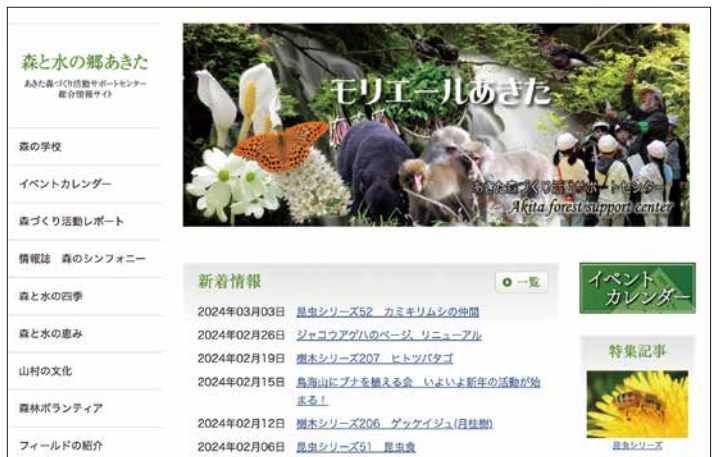 森と水の郷あきた
あきた森づくり活動サポートセンター
総合情報サイト
森の学校
イベントカレンダー
森づくり活動レポート
情報誌　森のシンフォニー
森と水の四季
森と水の恵み
山村の文化
森林ボランティア
フィールドの紹介
モリエールあきた
あきた森づくり活動サポートセンター
Akita forest support center
新着情報
一覧
2024年03月03日　昆虫シリーズ52　カミキリムシの仲間
2024年02月26日　ジャコウアゲハのページ、リニューアル
2024年02月19日　樹木シリーズ207　ヒトツバタゴ
2024年02月15日　鳥海山にブナを植える会　いよいよ新年の活動が始
まる！
2024年02月12日　樹木シリーズ206　ゲッケイジュ(月桂樹)
2024年02月06日　昆虫シリーズ51　昆虫食
イベント
カレンダー
特集記事
昆虫シリーズ